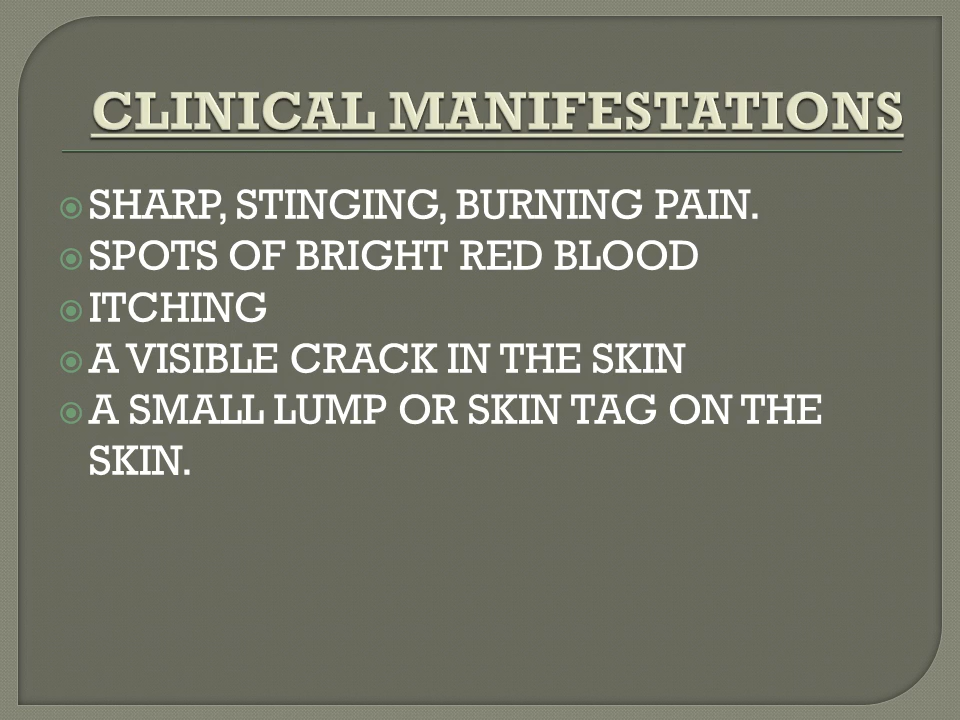 CLINICAL MANIFESTATIONS
SHARP, STINGING, BURNING PAIN.
SPOTS OF BRIGHT RED BLOOD
ITCHING
A VISIBLE CRACK IN THE SKIN
A SMALL LUMP OR SKIN TAG ON THE
SKIN.